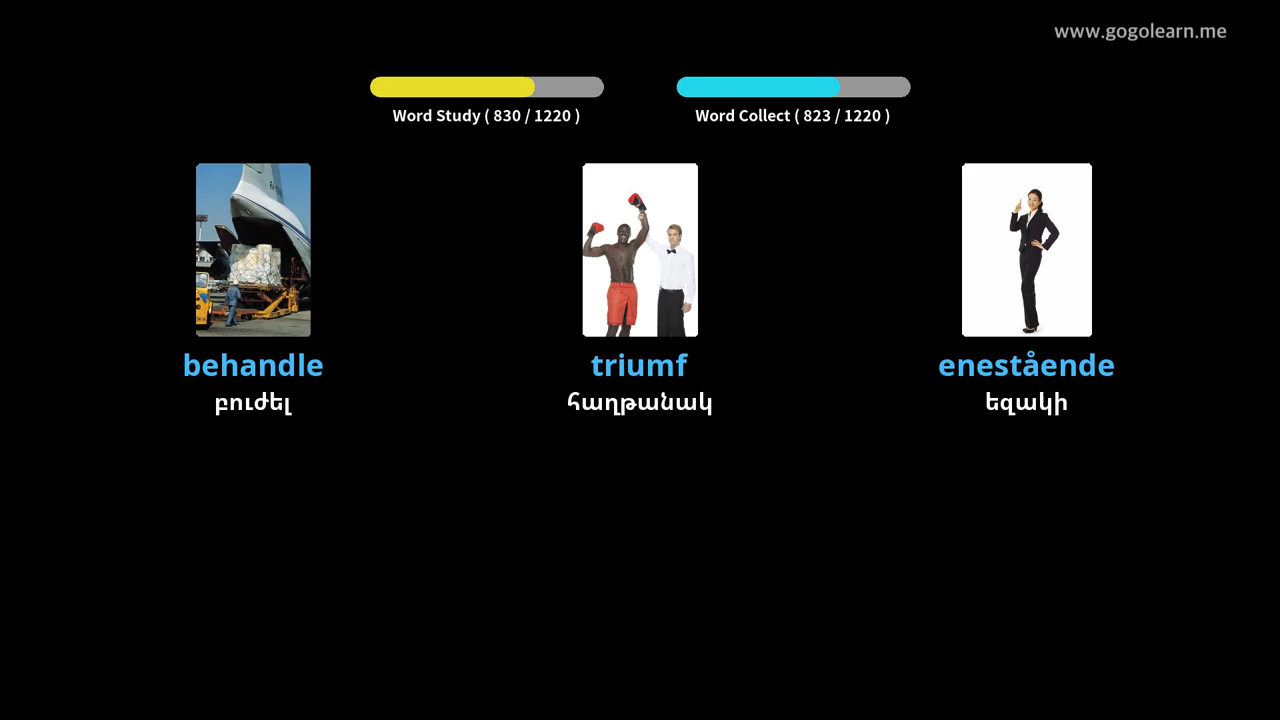 www.gogolearn.me
Word Study ( 830 / 1220 )
Word Collect ( 823 / 1220 )
behandle
բուժել
triumf
հաղթանակ
enestående
եզակի